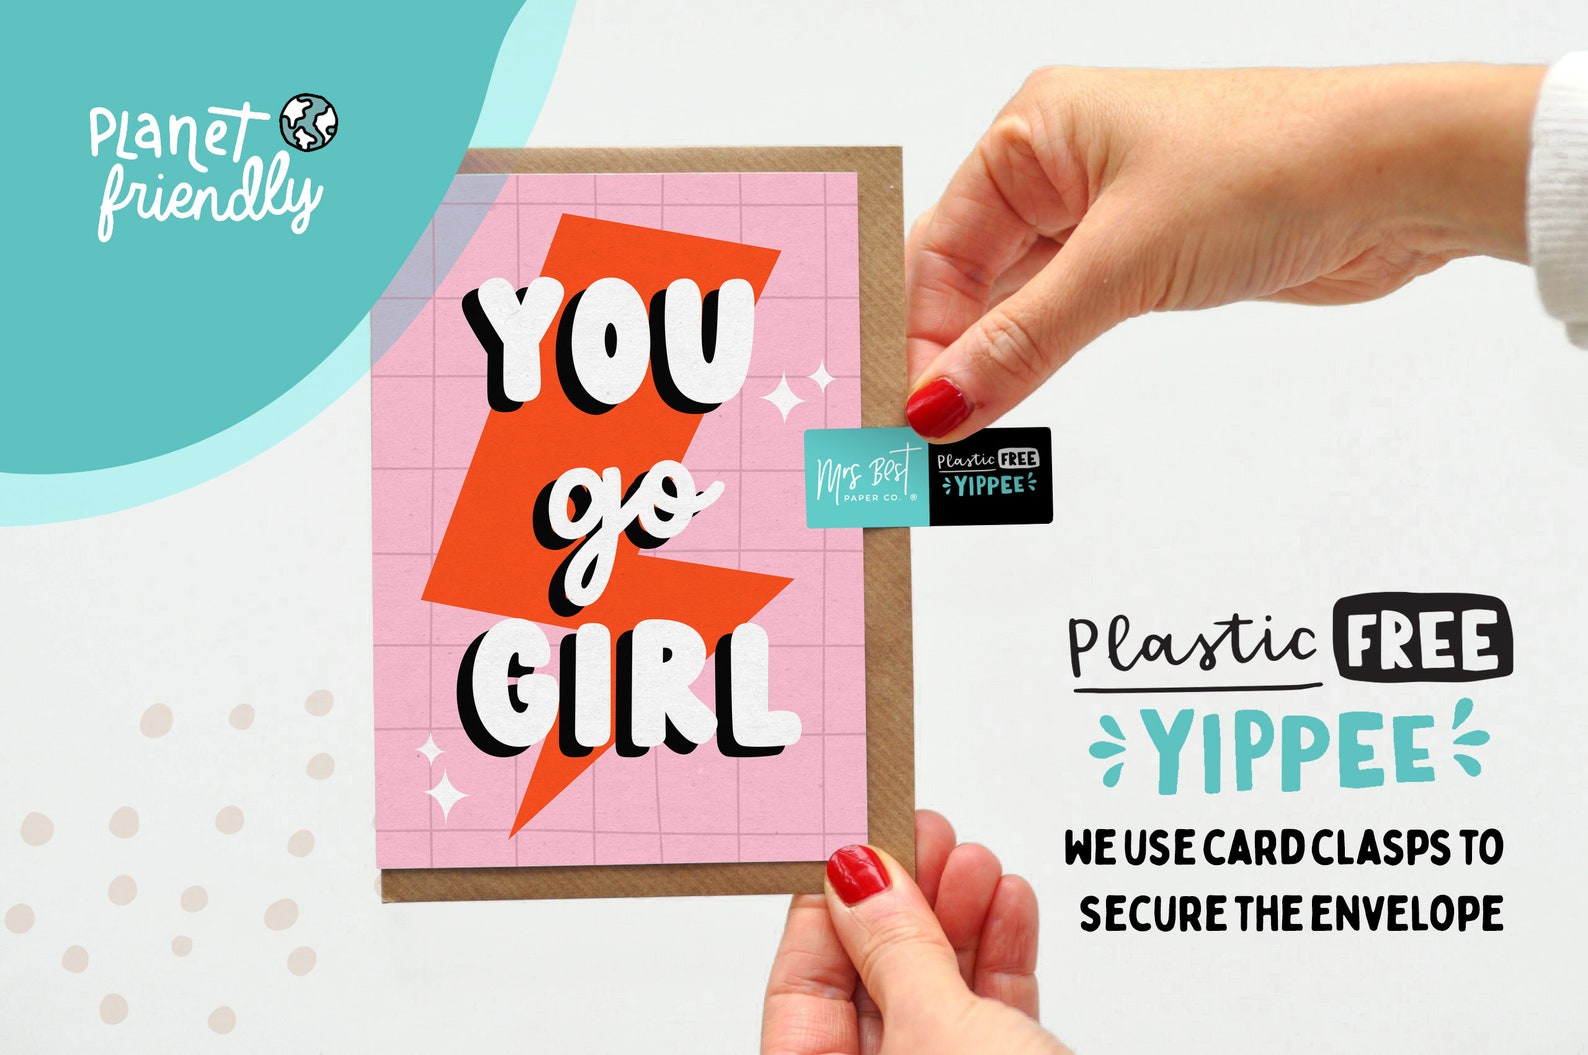 PLANET
friendly
YOU
go
GIRL
Mrs Best
PAPER CO. ®
Plastic FREE
YIPPEE
Plastic FREE
YIPPEE
WE USE CARD CLASPS TO
SECURE THE ENVELOPE